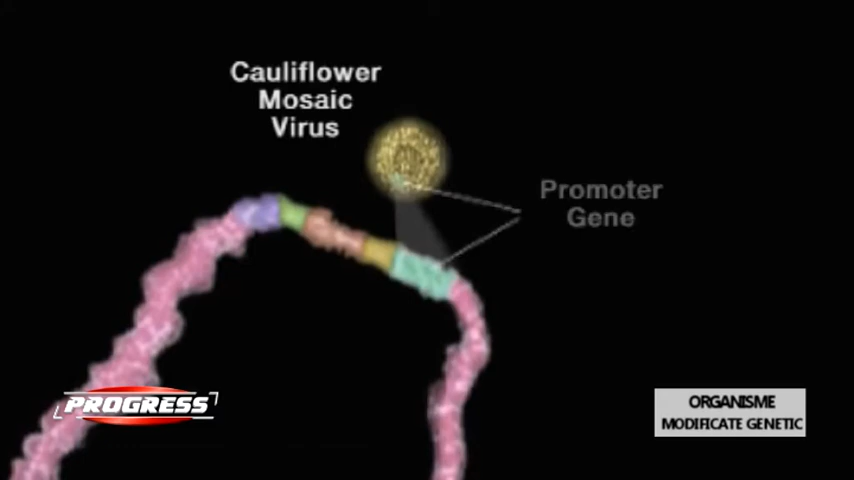 Cauliflower
Mosaic
Virus
Promoter
Gene
PROGRESS
ORGANISME
MODIFICATE GENETIC